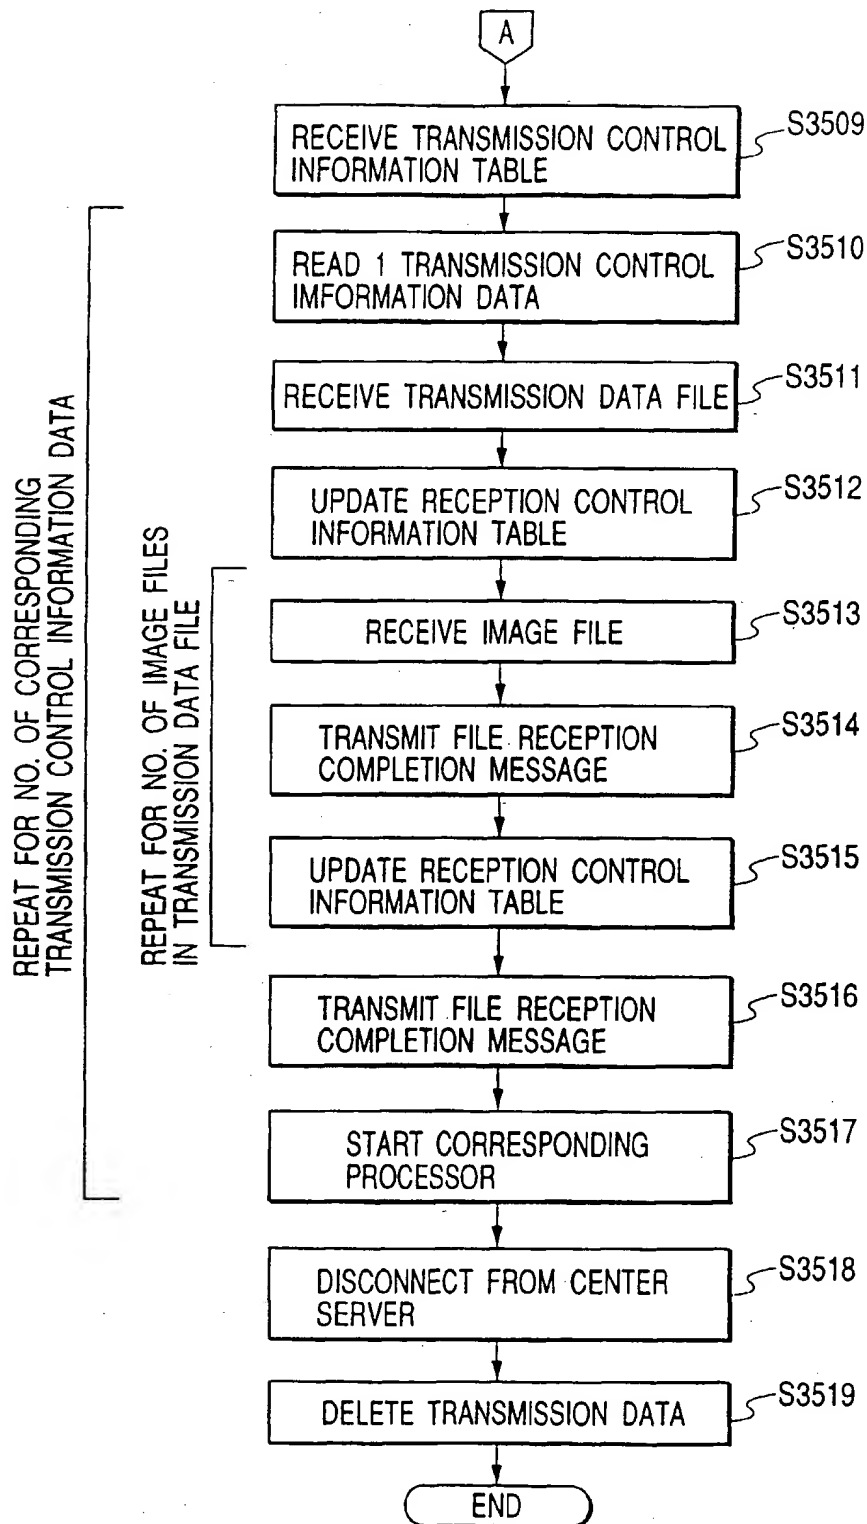 A
RECEIVE TRANSMISSION CONTROL
INFORMATION TABLE
S3509
READ 1 TRANSMISSION CONTROL
IMFORMATION DATA
S3510
RECEIVE TRANSMISSION DATA FILE
S3511
UPDATE RECEPTION CONTROL
INFORMATION TABLE
S3512
RECEIVE IMAGE FILE
S3513
TRANSMIT FILE RECEPTION
COMPLETION MESSAGE
S3514
UPDATE RECEPTION CONTROL
INFORMATION TABLE
S3515
TRANSMIT FILE RECEPTION
COMPLETION MESSAGE
S3516
START CORRESPONDING
PROCESSOR
S3517
DISCONNECT FROM CENTER
SERVER
S3518
DELETE TRANSMISSION DATA
S3519
END
REPEAT FOR NO. OF CORRESPONDING
TRANSMISSION CONTROL INFORMATION DATA
REPEAT FOR NO. OF IMAGE FILES
IN TRANSMISSION DATA FILE